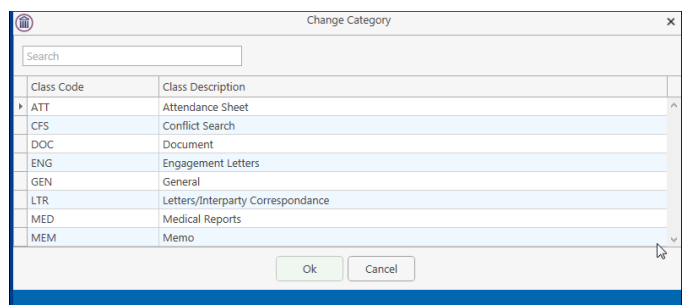 Change Category
Search
Class Code Class Description
ATT Attendance Sheet
CFS Conflict Search
DOC Document
ENG Engagement Letters
GEN General
LTR Letters/Interparty Correspondance
MED Medical Reports
MEM Memo
Ok Cancel